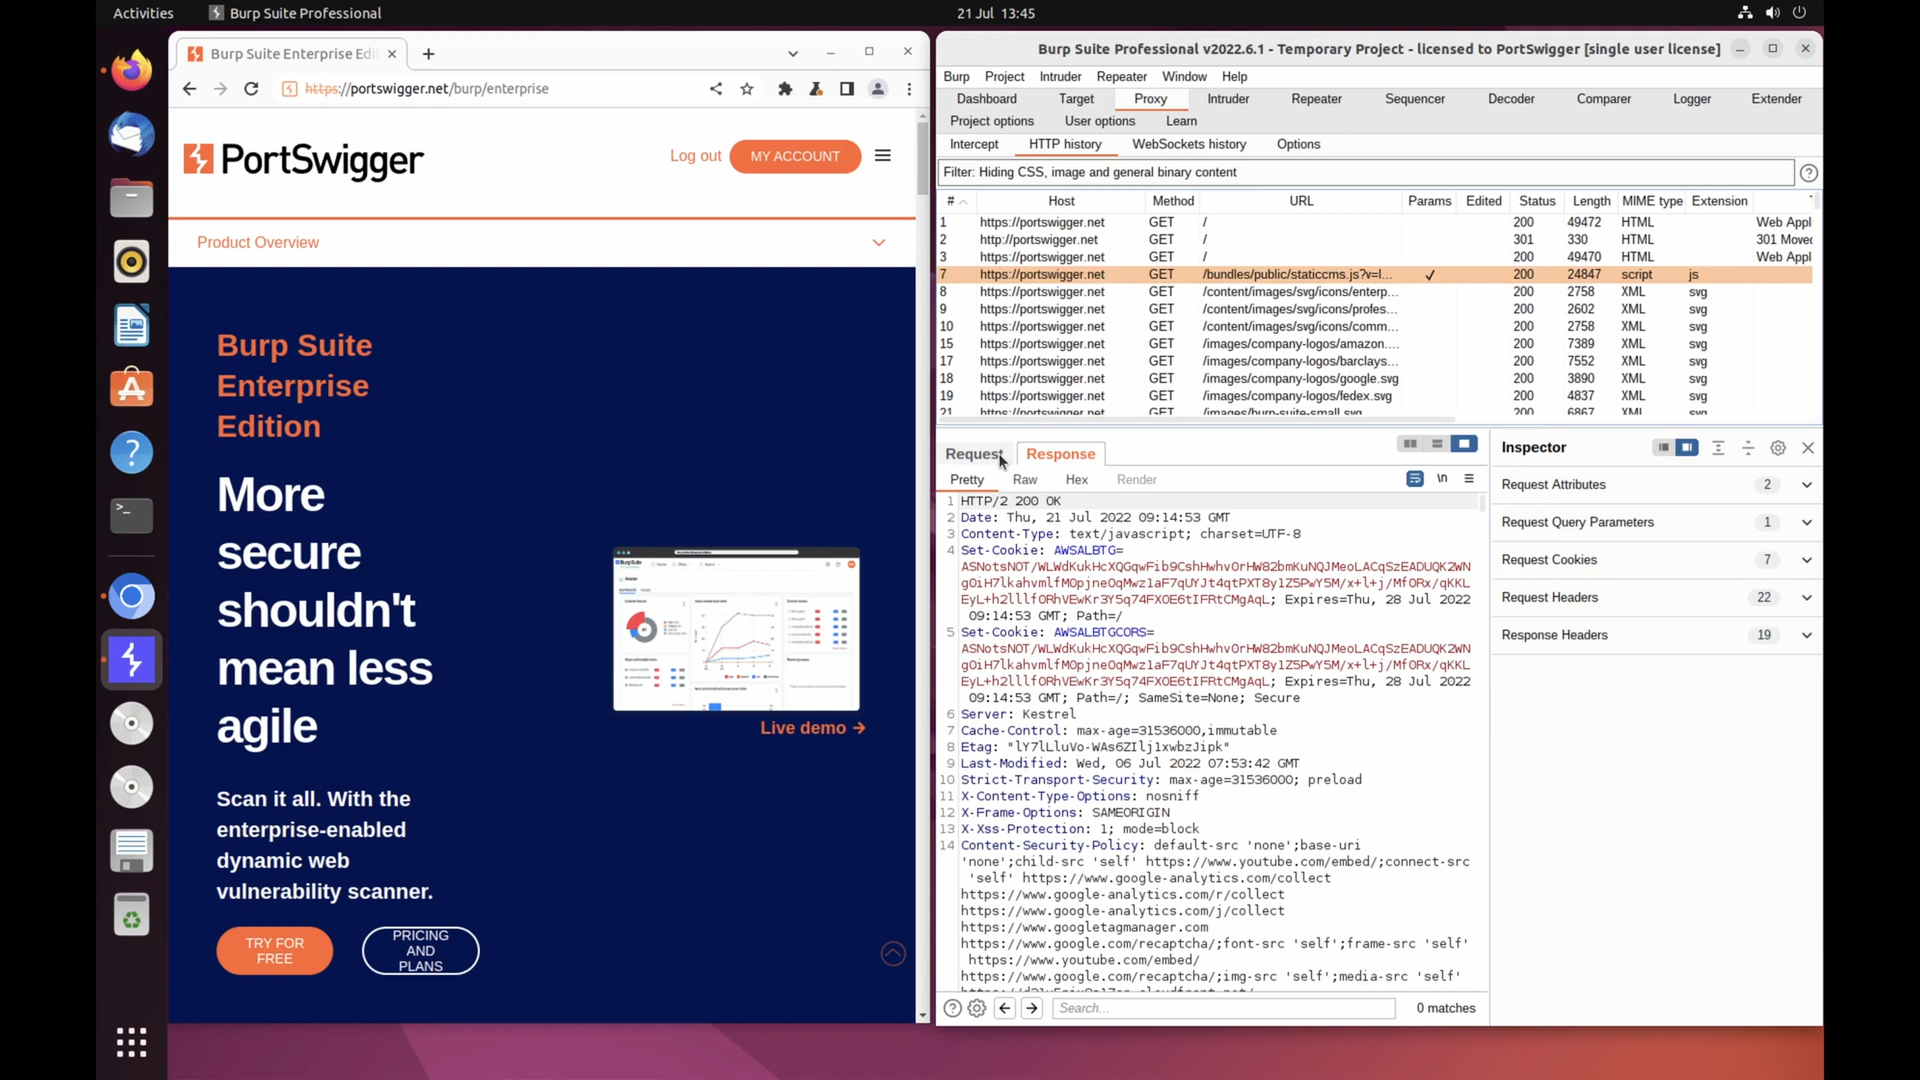 Activities
Burp Suite Professional
21 Jul 13:45
Burp Suite Enterprise Edi
https://portswigger.net/burp/enterprise
PortSwigger
Log out
MY ACCOUNT
Product Overview
Burp Suite
Enterprise
Edition
More
secure
shouldn't
mean less
agile
Live demo →
Scan it all. With the
enterprise-enabled
dynamic web
vulnerability scanner.
TRY FOR
FREE
PRICING
AND
PLANS
Burp Suite Professional v2022.6.1 - Temporary Project - licensed to PortSwigger [single user license]
Burp Project Intruder Repeater Window Help
Dashboard Target Proxy Intruder Repeater Sequencer Decoder Comparer Logger Extender
Project options User options Learn
Intercept HTTP history WebSockets history Options
Filter: Hiding CSS, image and general binary content
# Host Method URL Params Edited Status Length MIME type Extension
1 https://portswigger.net GET / 200 49472 HTML Web Appl
2 http://portswigger.net GET / 301 330 HTML 301 Moved
3 https://portswigger.net GET / 200 49470 HTML Web Appl
7 https://portswigger.net GET /bundles/public/staticcms.js?v=l... ✓ 200 24847 script js
8 https://portswigger.net GET /content/images/svg/icons/enterp... 200 2758 XML svg
9 https://portswigger.net GET /content/images/svg/icons/profes... 200 2602 XML svg
10 https://portswigger.net GET /content/images/svg/icons/comm... 200 2758 XML svg
15 https://portswigger.net GET /images/company-logos/amazon.... 200 7389 XML svg
17 https://portswigger.net GET /images/company-logos/barclays... 200 7552 XML svg
18 https://portswigger.net GET /images/company-logos/google.svg 200 3890 XML svg
19 https://portswigger.net GET /images/company-logos/fedex.svg 200 4837 XML svg
21 https://portswigger.net GET /images/burp-suite-small.svg 200 6867 XML svg
Request Response
Pretty Raw Hex Render
\n
1 HTTP/2 200 OK
2 Date: Thu, 21 Jul 2022 09:14:53 GMT
3 Content-Type: text/javascript; charset=UTF-8
4 Set-Cookie: AWSALBTG=
ASNotsNOT/WLWdKukHcXQGqwFib9CshHwhvOrHW82bmKuNQJMeoLACqSzEADUQK2WN
gOiH7lkahvmlfMOpjneOqMwz1aF7qUYJt4qtPXT8y1Z5PwY5M/x+l+j/MfORx/qKKL
EyL+h2lllfORhVEwKr3Y5q74FXOE6tIFRtCMgAqL; Expires=Thu, 28 Jul 2022
09:14:53 GMT; Path=/
5 Set-Cookie: AWSALBTGCORS=
ASNotsNOT/WLWdKukHcXQGqwFib9CshHwhvOrHW82bmKuNQJMeoLACqSzEADUQK2WN
gOiH7lkahvmlfMOpjneOqMwz1aF7qUYJt4qtPXT8y1Z5PwY5M/x+l+j/MfORx/qKKL
EyL+h2lllfORhVEwKr3Y5q74FXOE6tIFRtCMgAqL; Expires=Thu, 28 Jul 2022
09:14:53 GMT; Path=/; SameSite=None; Secure
6 Server: Kestrel
7 Cache-Control: max-age=31536000,immutable
8 Etag: "lY7lLluVo-WAs6ZIlj1xwbzJipk"
9 Last-Modified: Wed, 06 Jul 2022 07:53:42 GMT
10 Strict-Transport-Security: max-age=31536000; preload
11 X-Content-Type-Options: nosniff
12 X-Frame-Options: SAMEORIGIN
13 X-Xss-Protection: 1; mode=block
14 Content-Security-Policy: default-src 'none';base-uri
'none';child-src 'self' https://www.youtube.com/embed/;connect-src
'self' https://www.google-analytics.com/collect
https://www.google-analytics.com/r/collect
https://www.google-analytics.com/j/collect
https://www.googletagmanager.com
https://www.google.com/recaptcha/;font-src 'self';frame-src 'self'
https://www.youtube.com/embed/
https://www.google.com/recaptcha/;img-src 'self';media-src 'self'
Search...
0 matches
Inspector
Request Attributes 2
Request Query Parameters 1
Request Cookies 7
Request Headers 22
Response Headers 19